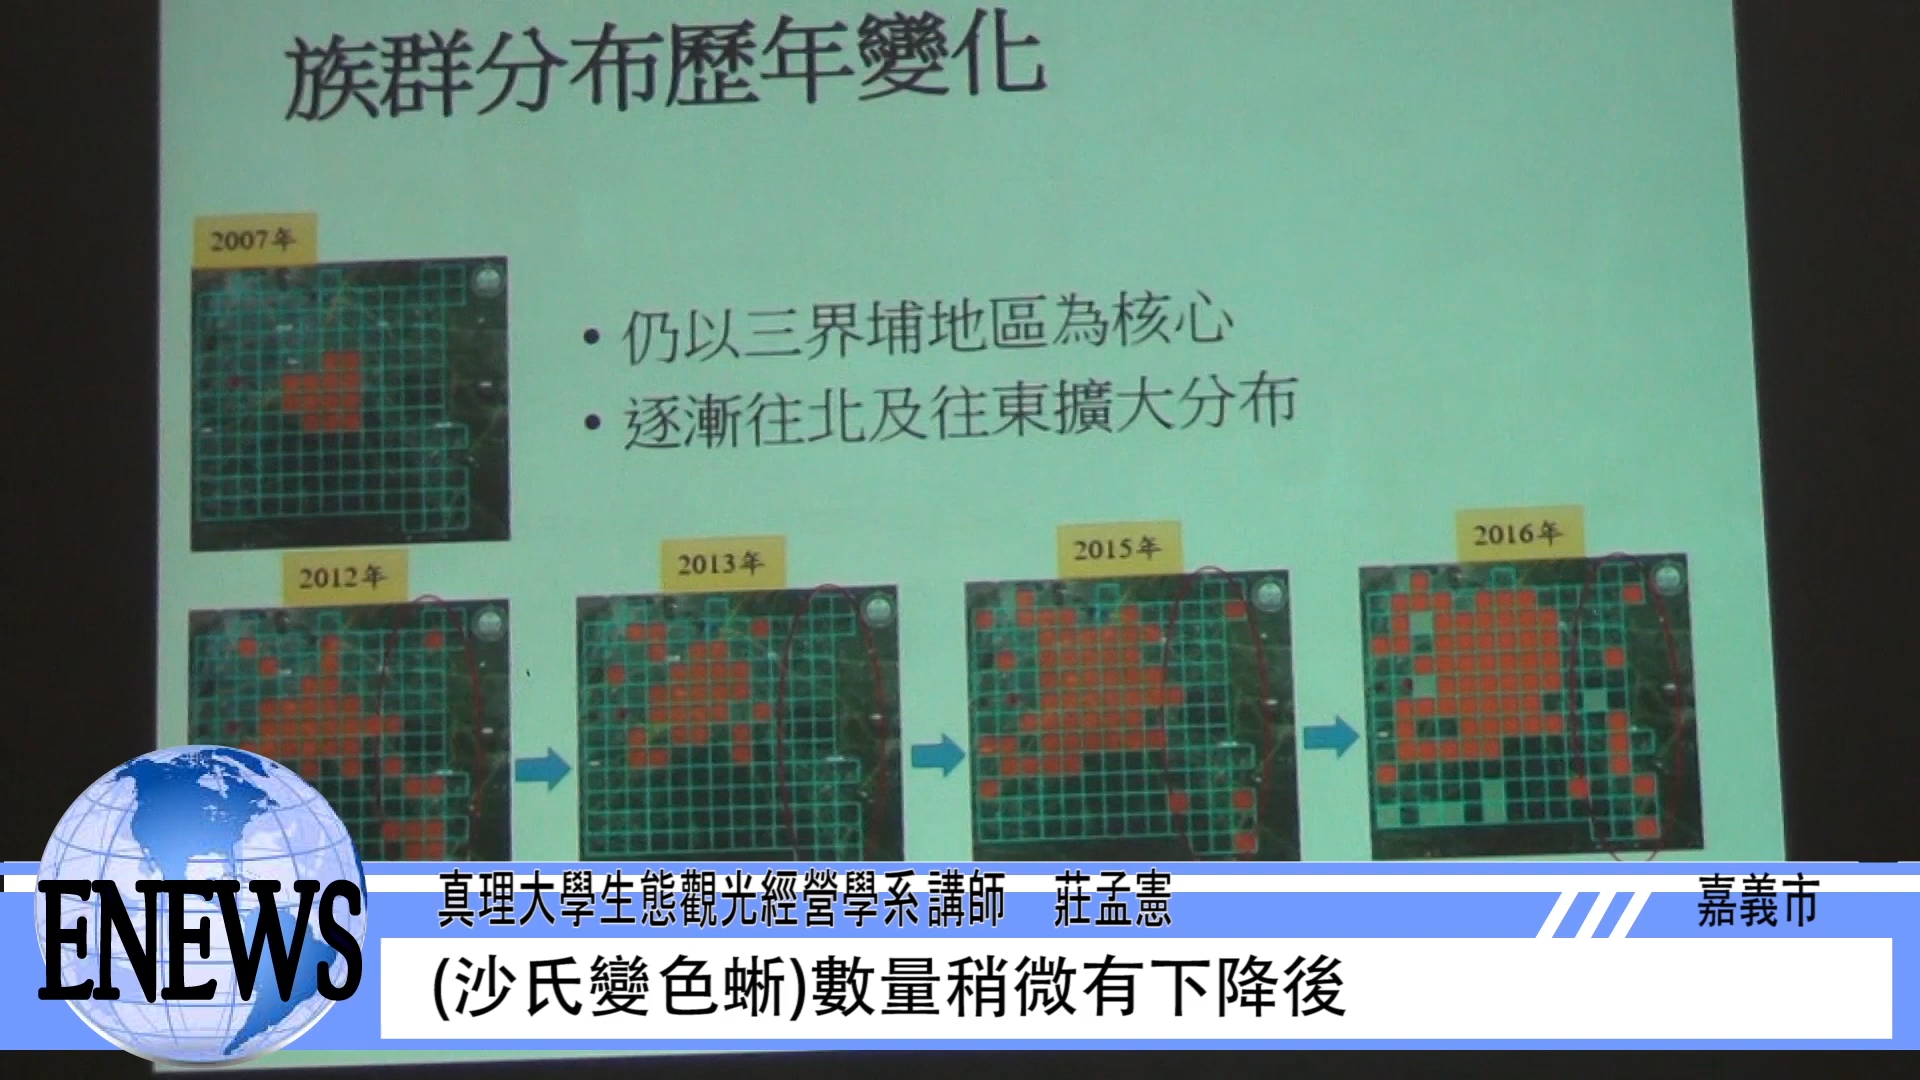 族群分布歷年變化
2007年
• 仍以三界埔地區為核心
• 逐漸往北及往東擴大分布
2012年
2013年
2015年
2016年
ENEWS
真理大學生態觀光經營學系講師 莊孟憲
嘉義市
(沙氏變色蜥)數量稍微有下降後